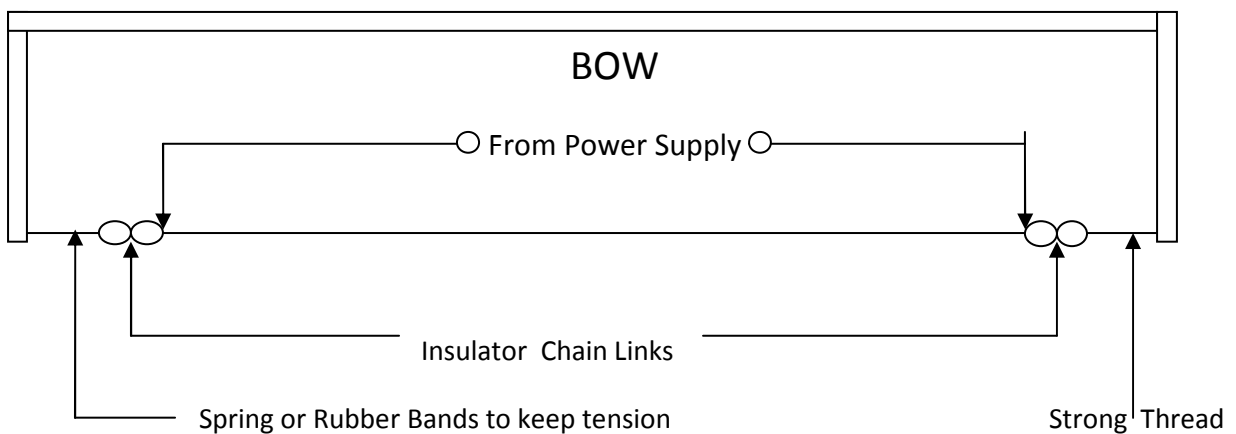 BOW
From Power Supply
Insulator Chain Links
Spring or Rubber Bands to keep tension
Strong Thread